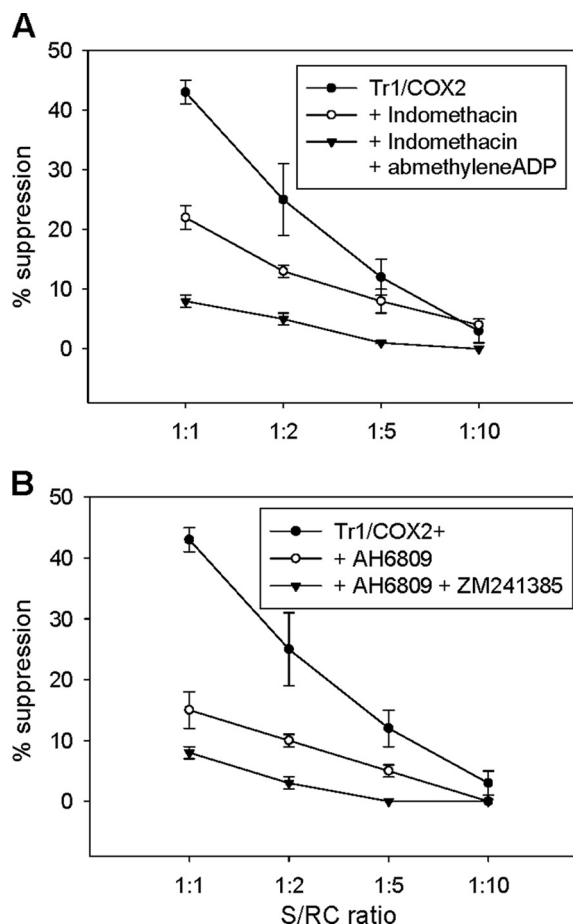 A
50
40
30
20
10
0
% suppression
Tr1/COX2
+ Indomethacin
+ Indomethacin
+ abmethyleneADP
1:1 1:2 1:5 1:10
B
50
40
30
20
10
0
% suppression
Tr1/COX2+
+ AH6809
+ AH6809 + ZM241385
1:1 1:2 1:5 1:10
S/RC ratio